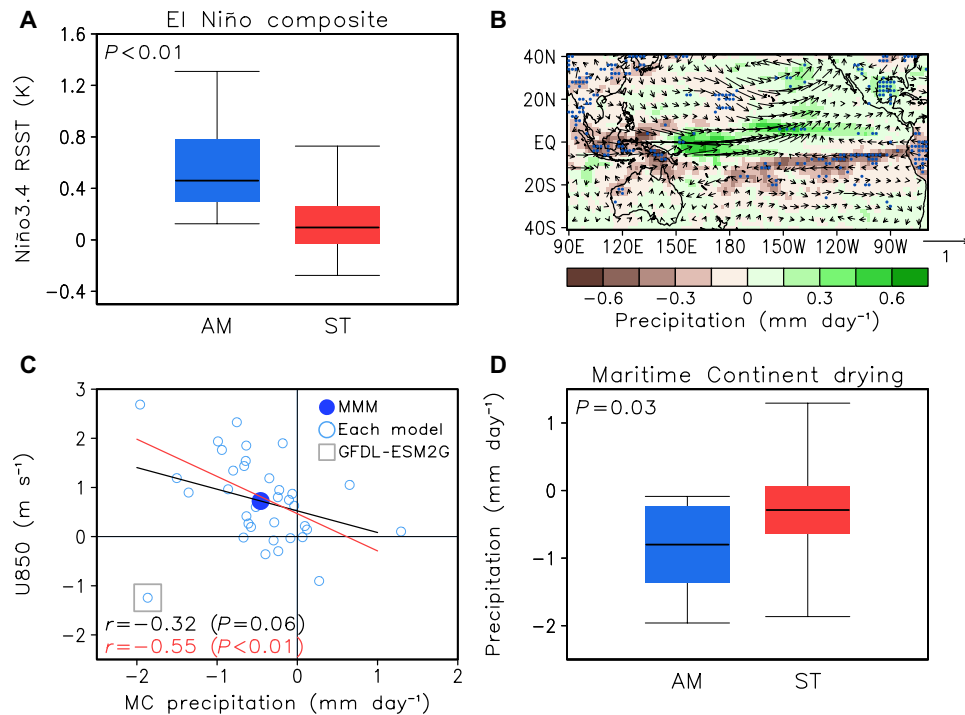 A
El Niño composite
P<0.01
1.6
1.2
0.8
0.4
0
−0.4
Niño3.4 RSST (K)
AM
ST
B
40N
20N
EQ
20S
40S
90E
120E
150E
180
150W
120W
90W
1
−0.6
−0.3
0
0.3
0.6
Precipitation (mm day⁻¹)
C
3
2
1
0
−1
−2
U850 (m s⁻¹)
MMM
Each model
GFDL-ESM2G
r=−0.32 (P=0.06)
r=−0.55 (P<0.01)
−2
−1
0
1
2
MC precipitation (mm day⁻¹)
D
Maritime Continent drying
P=0.03
1
0
−1
−2
Precipitation (mm day⁻¹)
AM
ST